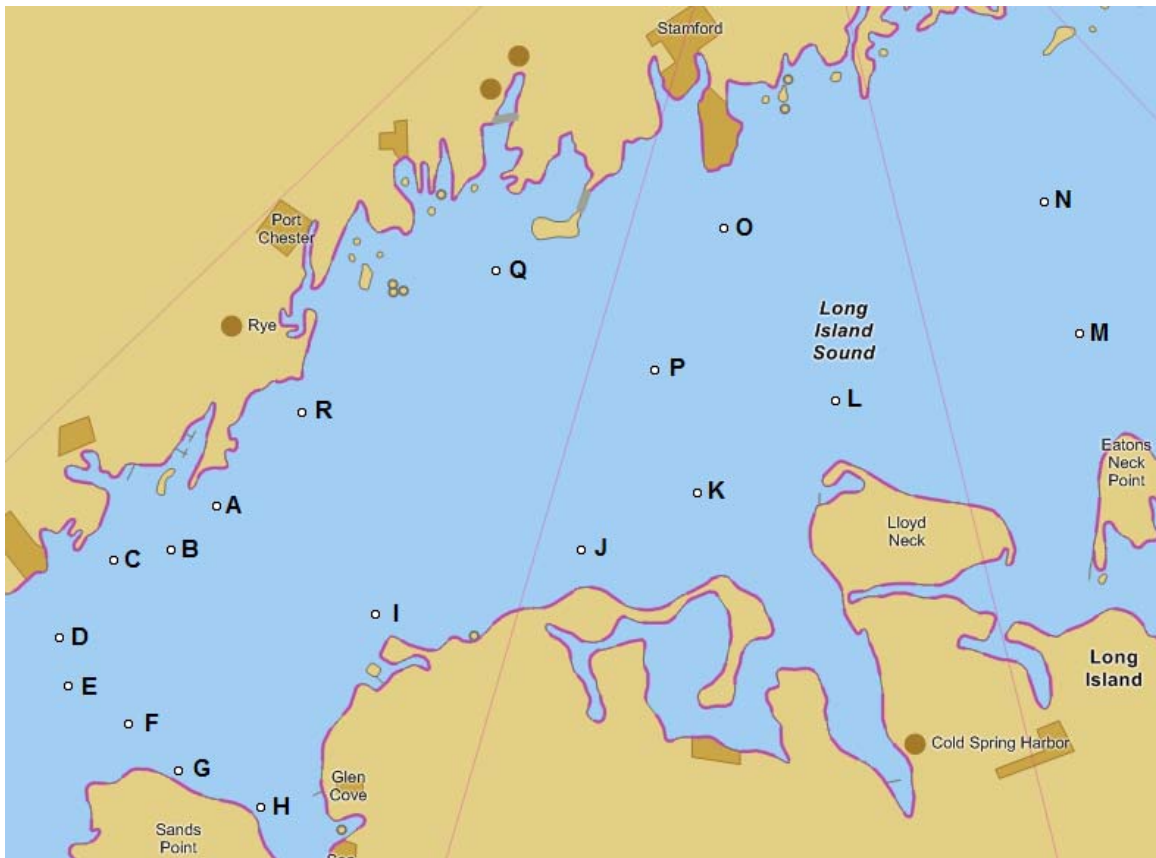 Stamford
N
Port
Chester
O
Q
Rye
Long
Island
Sound
M
P
L
R
Eatons
Neck
Point
K
A
Lloyd
Neck
B
J
C
I
D
Long
Island
E
F
Cold Spring Harbor
G
Glen
Cove
H
Sands
Point